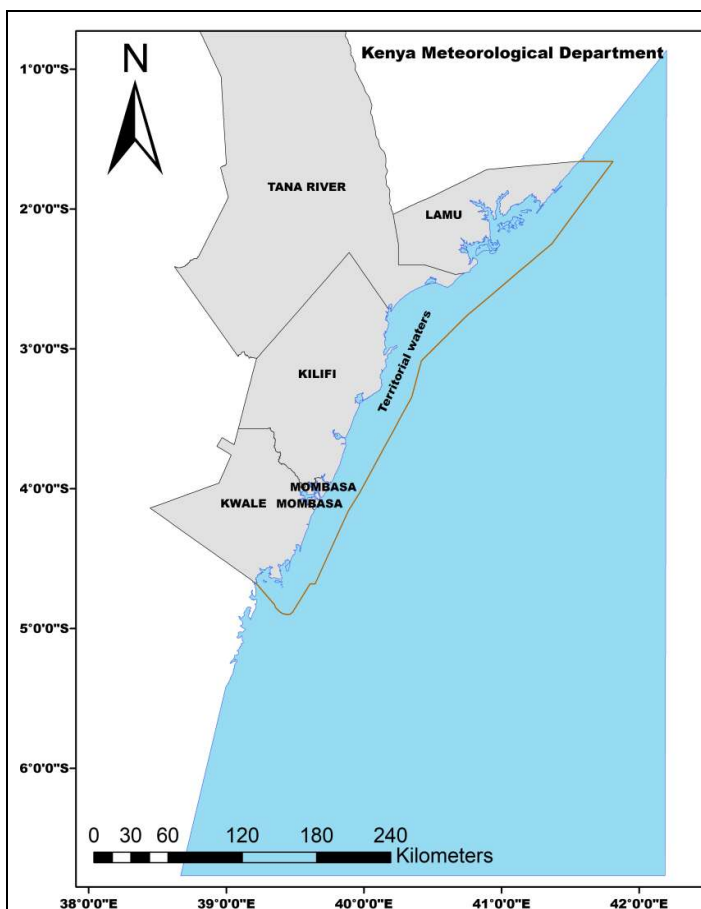 Kenya Meteorological Department
N
1°0'0"S
2°0'0"S
3°0'0"S
4°0'0"S
5°0'0"S
6°0'0"S
TANA RIVER
LAMU
KILIFI
Territorial waters
MOMBASA
KWALE MOMBASA
0 30 60 120 180 240
Kilometers
38°0'0"E 39°0'0"E 40°0'0"E 41°0'0"E 42°0'0"E